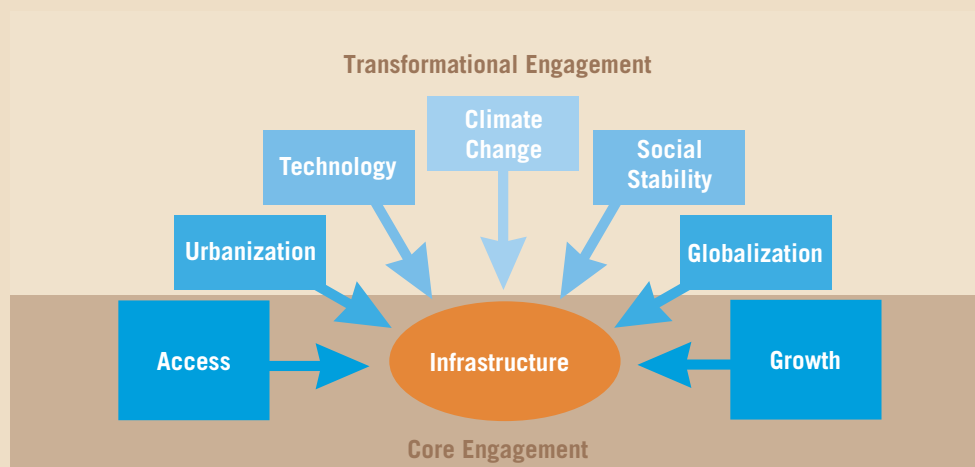 Transformational Engagement
Climate
Change
Technology
Social
Stability
Urbanization
Globalization
Access
Infrastructure
Growth
Core Engagement